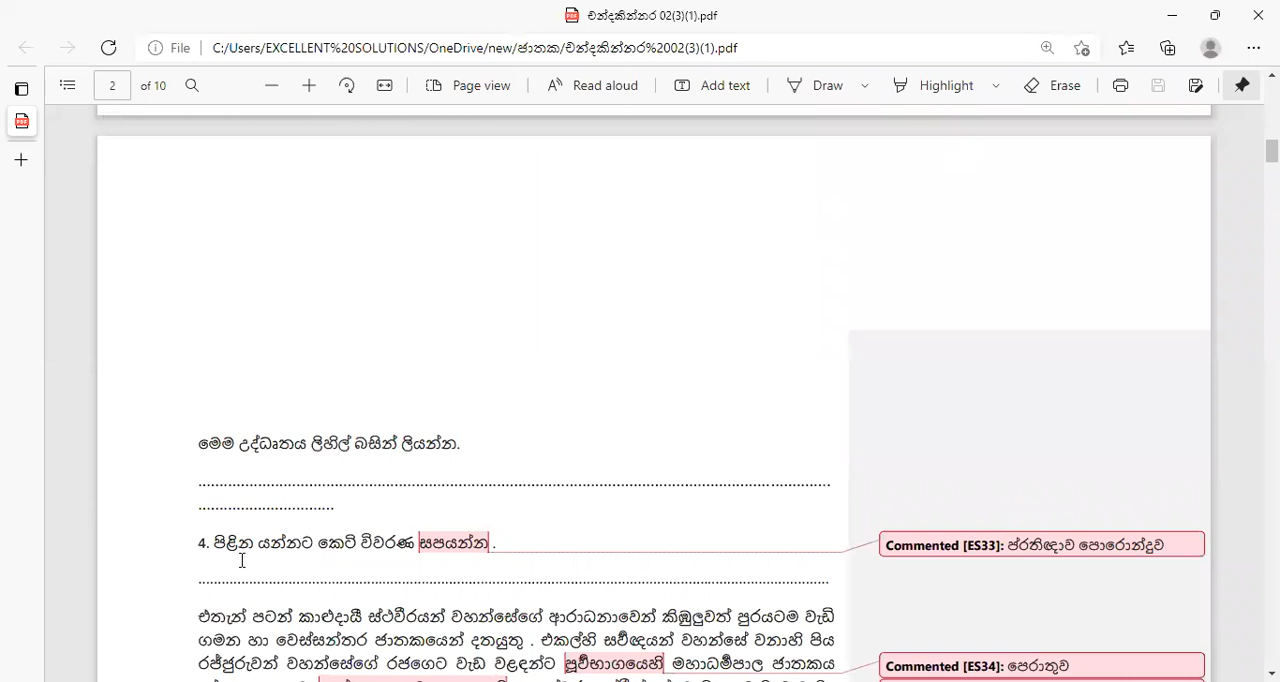 චන්දකින්නර 02(3)(1).pdf
File C:/Users/EXCELLENT%20SOLUTIONS/OneDrive/new/ජාතක/චන්දකින්නර%2002(3)(1).pdf
2 of 10 Page view Read aloud Add text Draw Highlight Erase
මෙම උද්ධෘතය ලිහිල් බසින් ලියන්න.
....................................................................................................................................................
................................
4. පිළින යන්නට කෙටි විවරණ සපයන්න .
Commented [ES33]: ප්රතිඥාව පොරොන්දුව
....................................................................................................................................................
එතැන් පටන් කාළුදායී ස්ථවිරයන් වහන්සේගේ ආරාධනාවෙන් කිඹුලුවත් පුරයටම වැඩි
ගමන හා වෙස්සන්තර ජාතකයෙන් දතයුතු . එකල්හි සර්වඥයන් වහන්සේ වනාහි පිය
රජ්ජුරුවන් වහන්සේගේ රජගෙට වැඩ වළඳන්ට පූර්වභාගයෙහි මහාධර්මපාල ජාතකය
Commented [ES34]: පෙරාතුව